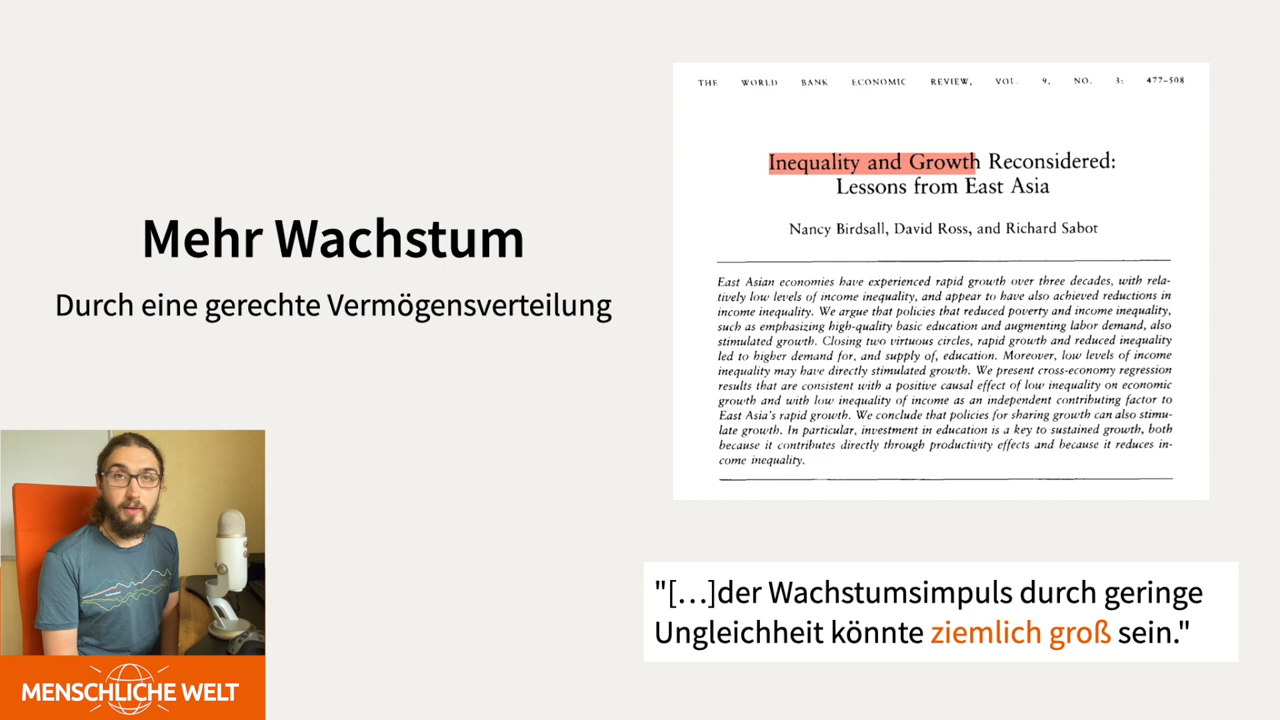 Mehr Wachstum
Durch eine gerechte Vermögensverteilung
THE WORLD BANK ECONOMIC REVIEW, VOL. 9, NO. 3: 477–508
Inequality and Growth Reconsidered:
Lessons from East Asia
Nancy Birdsall, David Ross, and Richard Sabot
East Asian economies have experienced rapid growth over three decades, with rela-
tively low levels of income inequality, and appear to have also achieved reductions in
income inequality. We argue that policies that reduced poverty and income inequality,
such as emphasizing high-quality basic education and augmenting labor demand, also
stimulated growth. Closing two virtuous circles, rapid growth and reduced inequality
led to higher demand for, and supply of, education. Moreover, low levels of income
inequality may have directly stimulated growth. We present cross-economy regression
results that are consistent with a positive causal effect of low inequality on economic
growth and with low inequality of income as an independent contributing factor to
East Asia's rapid growth. We conclude that policies for sharing growth can also stimu-
late growth. In particular, investment in education is a key to sustained growth, both
because it contributes directly through productivity effects and because it reduces in-
come inequality.
"[…]der Wachstumsimpuls durch geringe
Ungleichheit könnte ziemlich groß sein."
MENSCHLICHE WELT